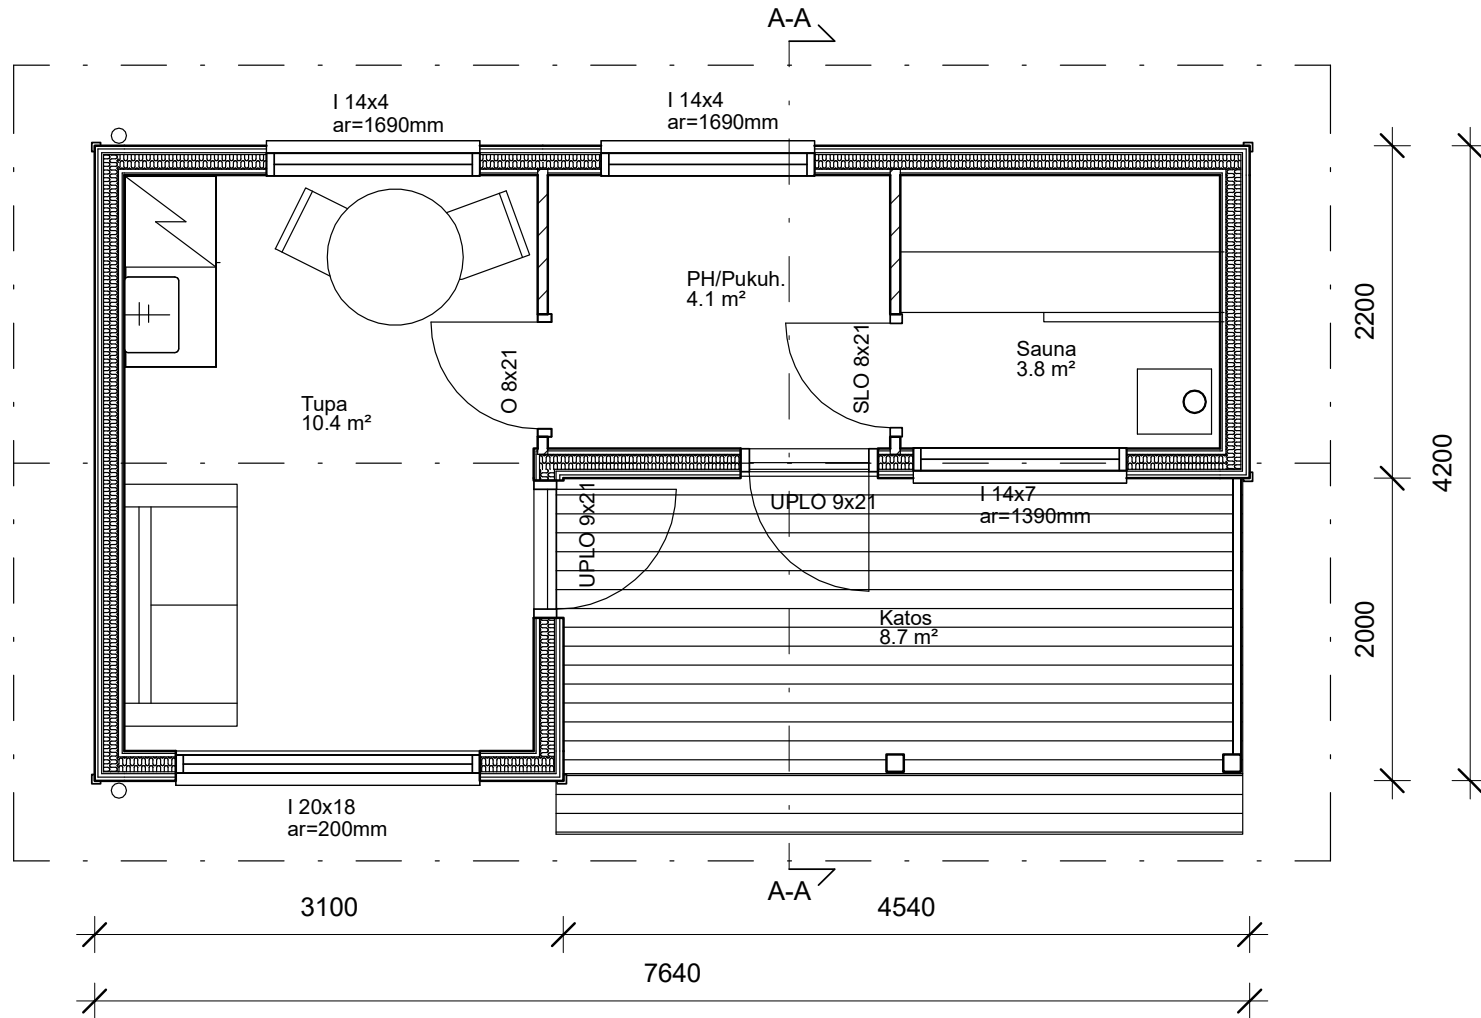 A-A
I 14x4
ar=1690mm
I 14x4
ar=1690mm
PH/Pukuh.
4.1 m²
Sauna
3.8 m²
O 8x21
SLO 8x21
Tupa
10.4 m²
2200
4200
UPLO 9x21
UPLO 9x21
I 14x7
ar=1390mm
Katos
8.7 m²
2000
I 20x18
ar=200mm
A-A
3100
4540
7640